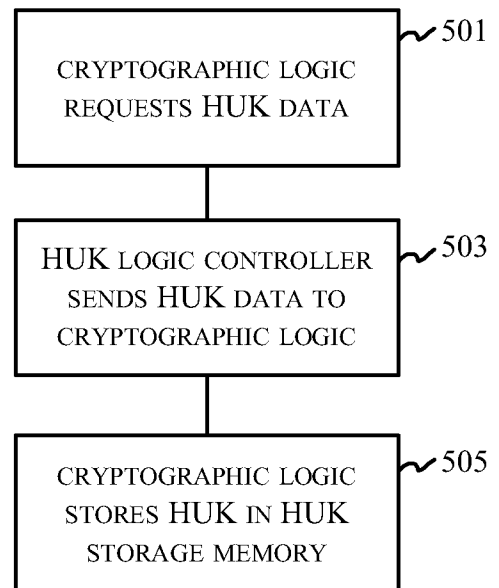 501
CRYPTOGRAPHIC LOGIC
REQUESTS HUK DATA
503
HUK LOGIC CONTROLLER
SENDS HUK DATA TO
CRYPTOGRAPHIC LOGIC
505
CRYPTOGRAPHIC LOGIC
STORES HUK IN HUK
STORAGE MEMORY